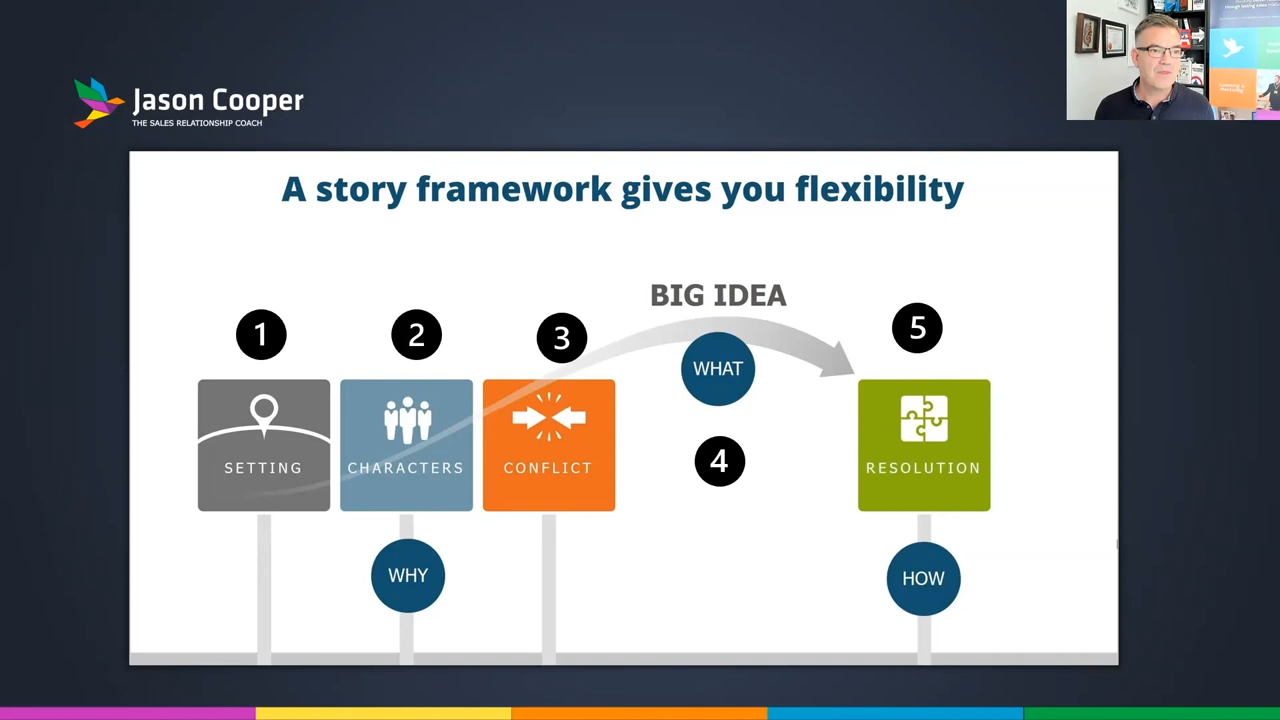 Jason Cooper
THE SALES RELATIONSHIP COACH
A story framework gives you flexibility
BIG IDEA
1
2
3
5
WHAT
4
SETTING
CHARACTERS
CONFLICT
RESOLUTION
WHY
HOW